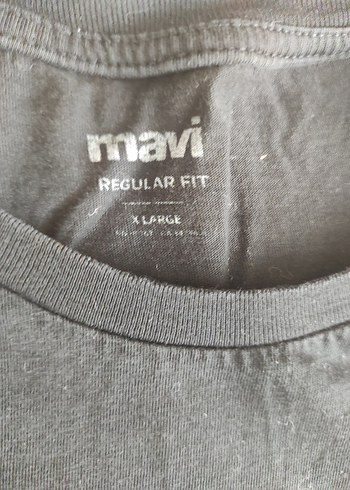 mavi
REGULAR FIT
X LARGE